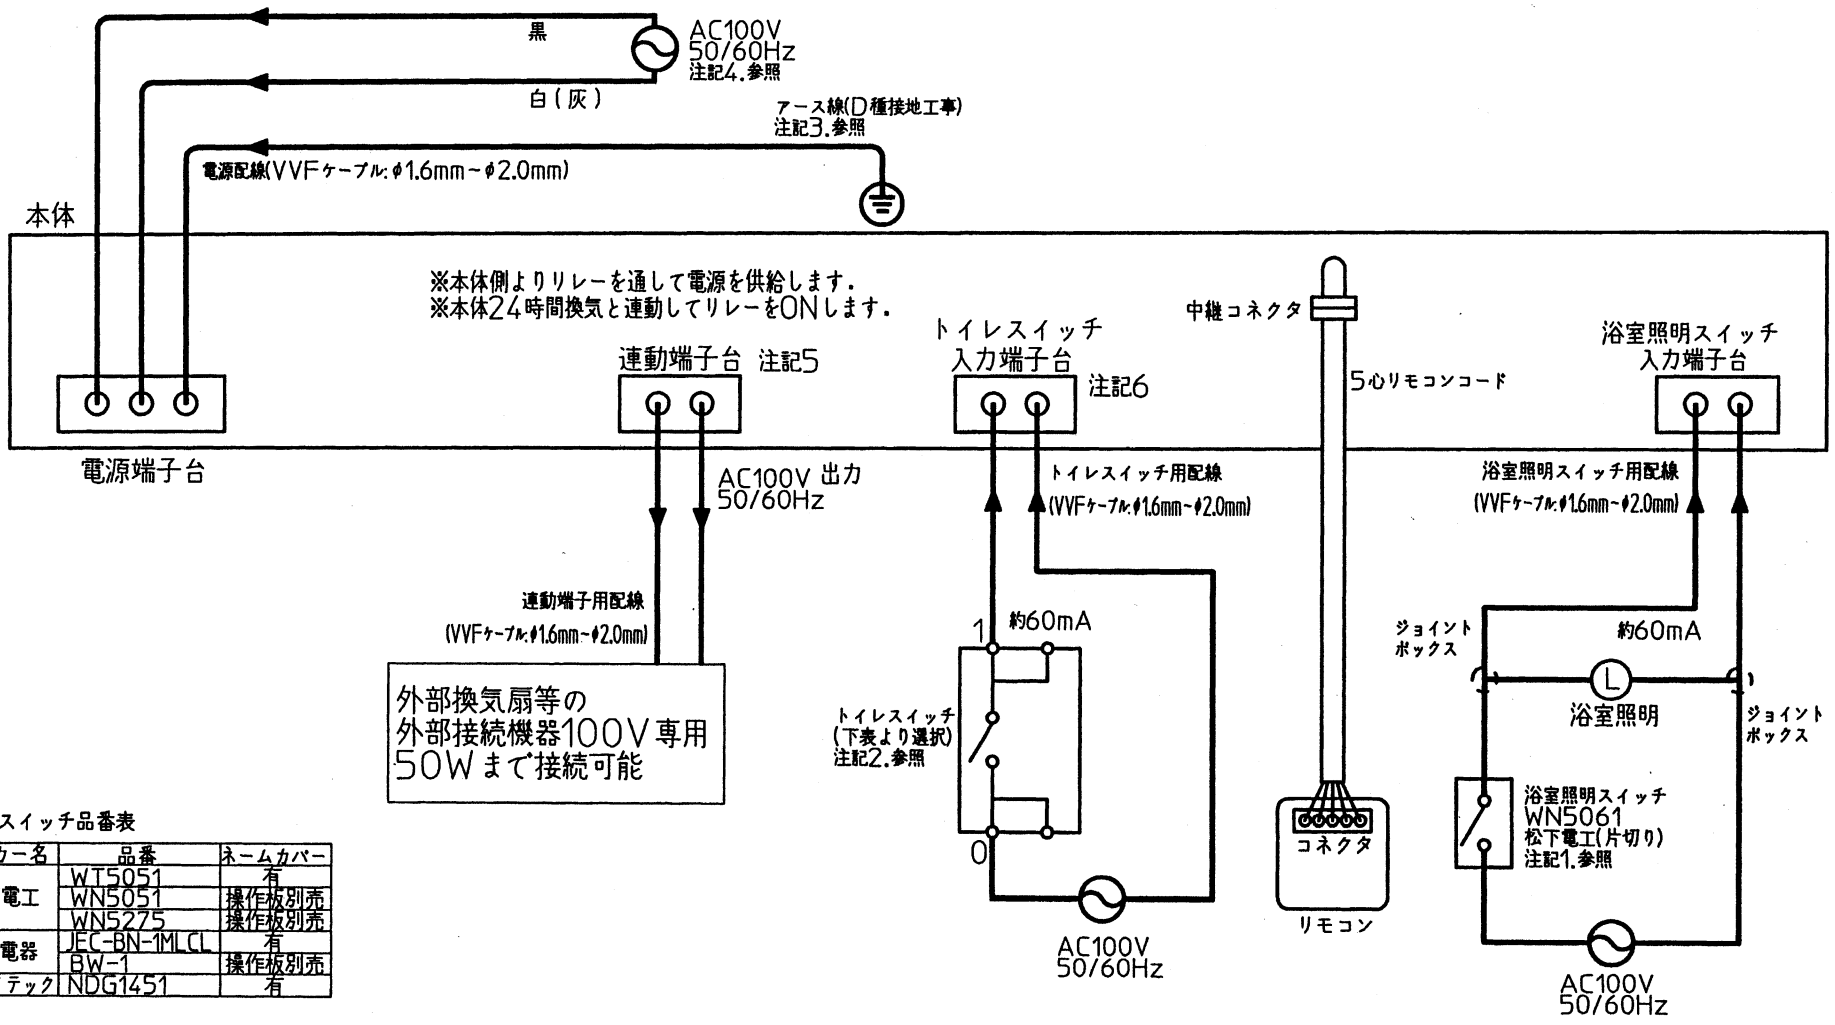 黒
AC100V
50/60Hz
注記4.参照
白(灰)
アース線(D種接地工事)
注記3.参照
電源配線(VVFケーブル:φ1.6mm～φ2.0mm)
本体
※本体側よりリレーを通して電源を供給します.
※本体24時間換気と連動してリレーをONします.
電源端子台
連動端子台 注記5
AC100V 出力
50/60Hz
連動端子用配線
(VVFケーブル:φ1.6mm～φ2.0mm)
外部換気扇等の
外部接続機器100V専用
50Wまで接続可能
トイレスイッチ
入力端子台
注記6
トイレスイッチ用配線
(VVFケーブル:φ1.6mm～φ2.0mm)
1
約60mA
トイレスイッチ
(下表より選択)
注記2.参照
0
AC100V
50/60Hz
中継コネクタ
5心リモコンコード
コネクタ
リモコン
浴室照明スイッチ
入力端子台
浴室照明スイッチ用配線
(VVFケーブル:φ1.6mm～φ2.0mm)
ジョイント
ボックス
約60mA
L
浴室照明
ジョイント
ボックス
浴室照明スイッチ
WN5061
松下電工(片切り)
注記1.参照
AC100V
50/60Hz
スイッチ品番表
カー名 品番 ネームカバー
電工 WT5051 有
WN5051 操作板別売
WN5275 操作板別売
電器 JEC-BN-1MLCL 有
BW-1 操作板別売
テック NDG1451 有